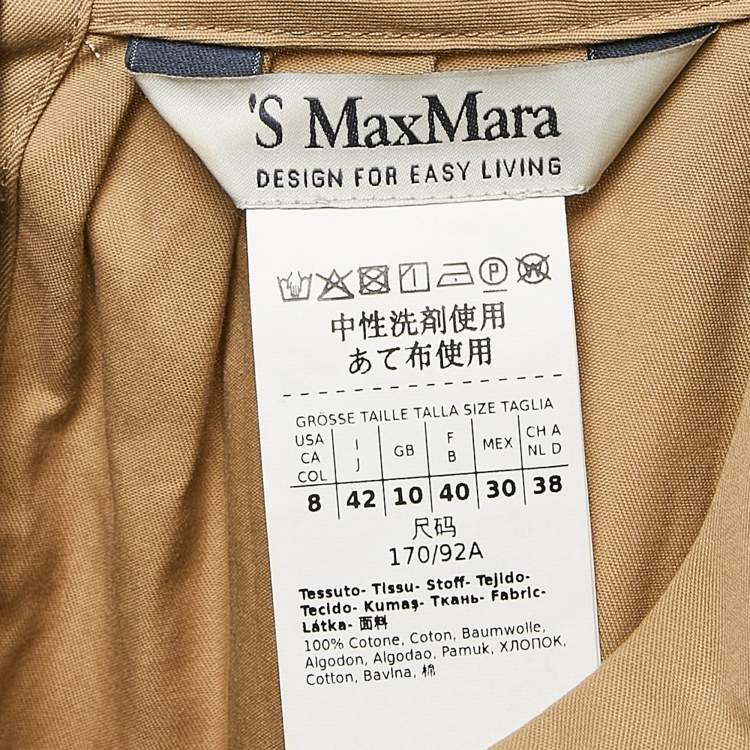 'S MaxMara
DESIGN FOR EASY LIVING
P W
中性洗剤使用
あて布使用
GRÖSSE TAILLE TALLA SIZE TAGLIA
USA CA COL I J GB F B MEX CH A NL D
8 42 10 40 30 38
尺码
170/92A
Tessuto- Tissu- Stoff- Tejido-
Tecido- Kumaş- Ткань- Fabric-
Látka- 面料
100% Cotone, Coton, Baumwolle,
Algodon, Algodao, Pamuk, ХЛОПОК,
Cotton, Bavlna, 棉